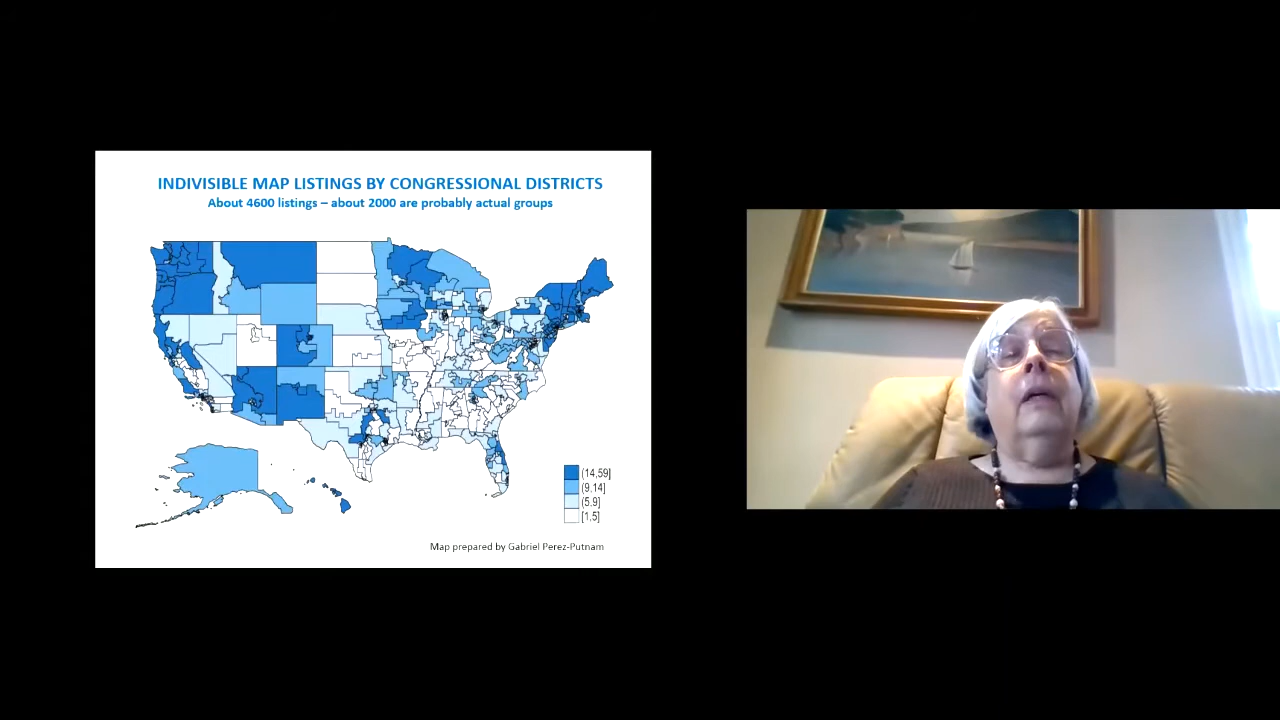 INDIVISIBLE MAP LISTINGS BY CONGRESSIONAL DISTRICTS
About 4600 listings – about 2000 are probably actual groups
(14,59]
(9,14]
(5,9]
[1,5]
Map prepared by Gabriel Perez-Putnam